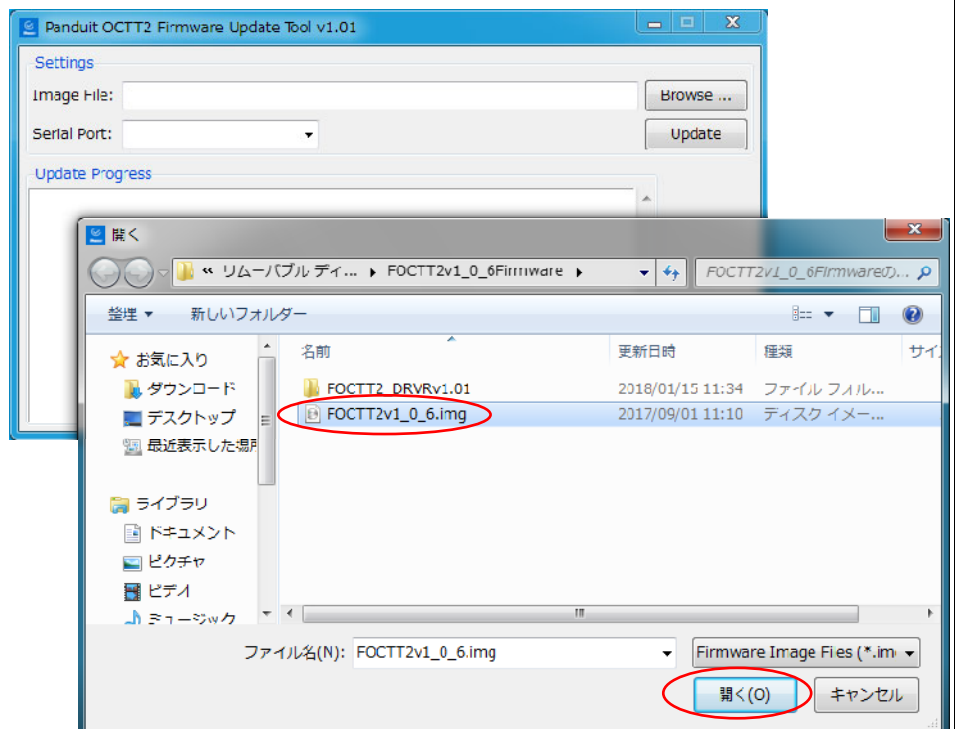 Panduit OCTT2 Firmware Update Tool v1.01
Settings
Image File:
Browse ...
Serial Port:
Update
Update Progress
開く
« リムーバブル ディ... ▸ FOCTT2v1_0_6Firmware ▸
FOCTT2v1_0_6Firmwareの...
整理 ▼ 新しいフォルダー
名前 更新日時 種類 サイ
お気に入り
ダウンロード
デスクトップ
最近表示した場所
ライブラリ
ドキュメント
ピクチャ
ビデオ
ミュージック
FOCTT2_DRVRv1.01 2018/01/15 11:34 ファイル フォル...
FOCTT2v1_0_6.img 2017/09/01 11:10 ディスク イメー...
ファイル名(N): FOCTT2v1_0_6.img
Firmware Image Files (*.im
開く(O) キャンセル